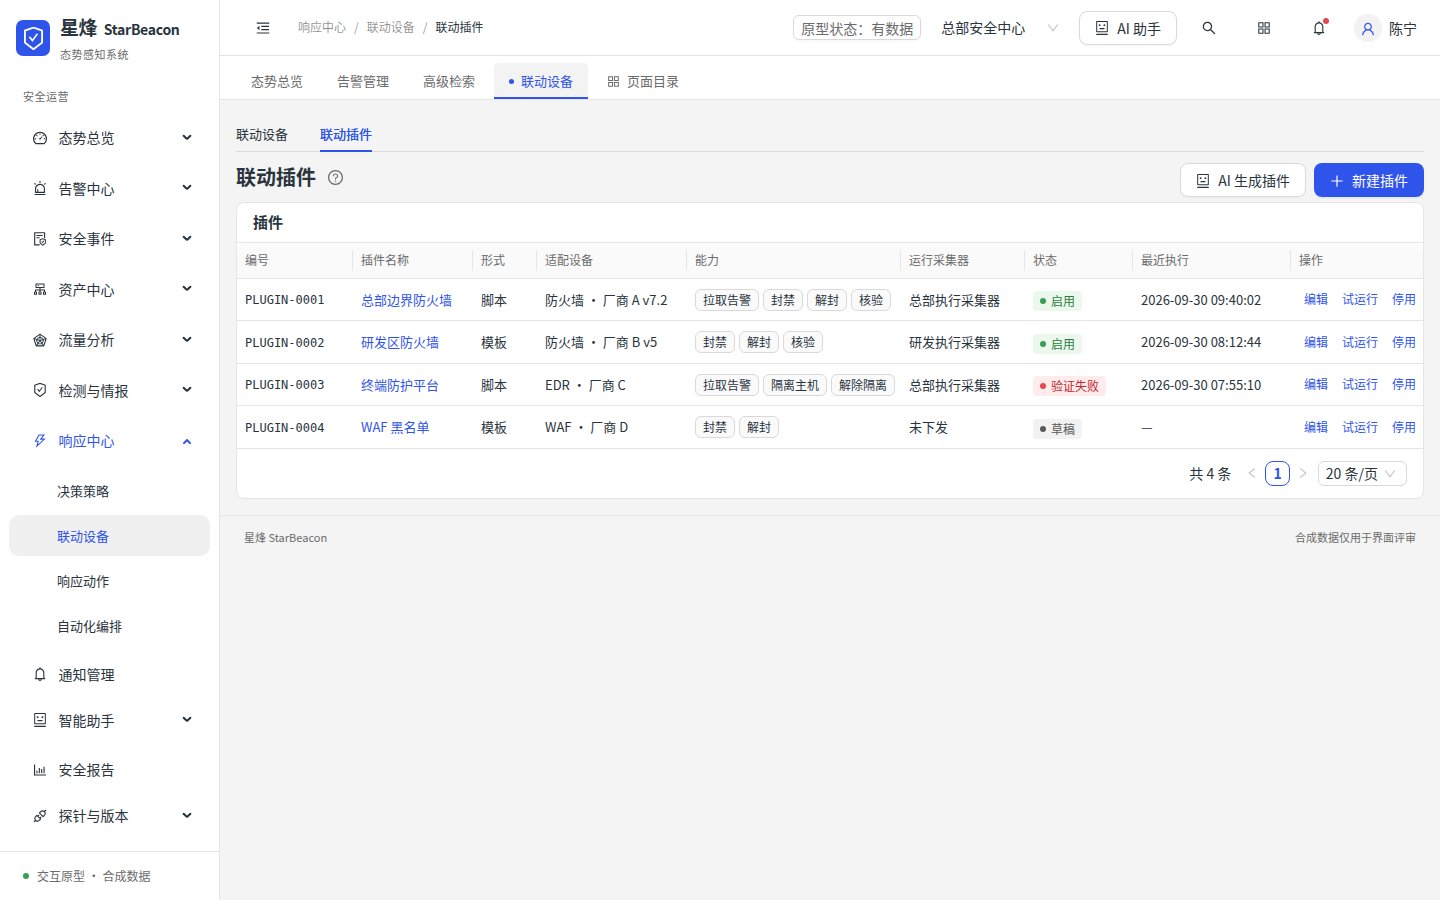 星烽 StarBeacon
态势感知系统
安全运营
态势总览
告警中心
安全事件
资产中心
流量分析
检测与情报
响应中心
决策策略
联动设备
响应动作
自动化编排
通知管理
智能助手
安全报告
探针与版本
交互原型 · 合成数据
响应中心 / 联动设备 / 联动插件
原型状态：有数据
总部安全中心
AI 助手
陈宁
态势总览
告警管理
高级检索
联动设备
页面目录
联动设备
联动插件
联动插件
AI 生成插件
新建插件
插件
编号 插件名称 形式 适配设备 能力 运行采集器 状态 最近执行 操作
PLUGIN-0001 总部边界防火墙 脚本 防火墙 · 厂商 A v7.2 拉取告警 封禁 解封 核验 总部执行采集器 启用 2026-09-30 09:40:02 编辑 试运行 停用
PLUGIN-0002 研发区防火墙 模板 防火墙 · 厂商 B v5 封禁 解封 核验 研发执行采集器 启用 2026-09-30 08:12:44 编辑 试运行 停用
PLUGIN-0003 终端防护平台 脚本 EDR · 厂商 C 拉取告警 隔离主机 解除隔离 总部执行采集器 验证失败 2026-09-30 07:55:10 编辑 试运行 停用
PLUGIN-0004 WAF 黑名单 模板 WAF · 厂商 D 封禁 解封 未下发 草稿 — 编辑 试运行 停用
共 4 条 1 20 条/页
星烽 StarBeacon
合成数据仅用于界面评审